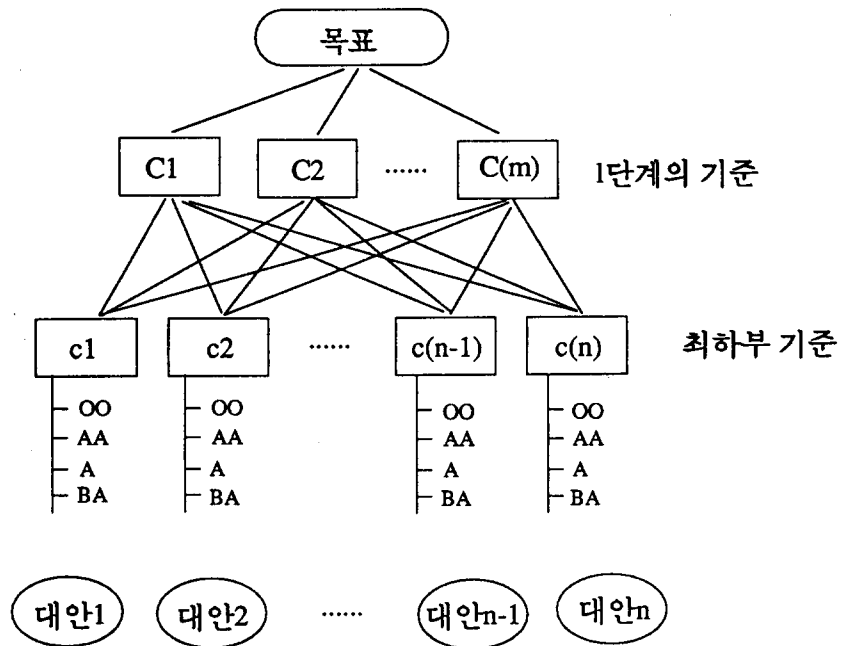 목표
C1 C2 ······ C(m) 1단계의 기준
c1 c2 ······ c(n-1) c(n) 최하부 기준
OO OO OO OO
AA AA AA AA
A A A A
BA BA BA BA
대안1 대안2 ······ 대안n-1 대안n